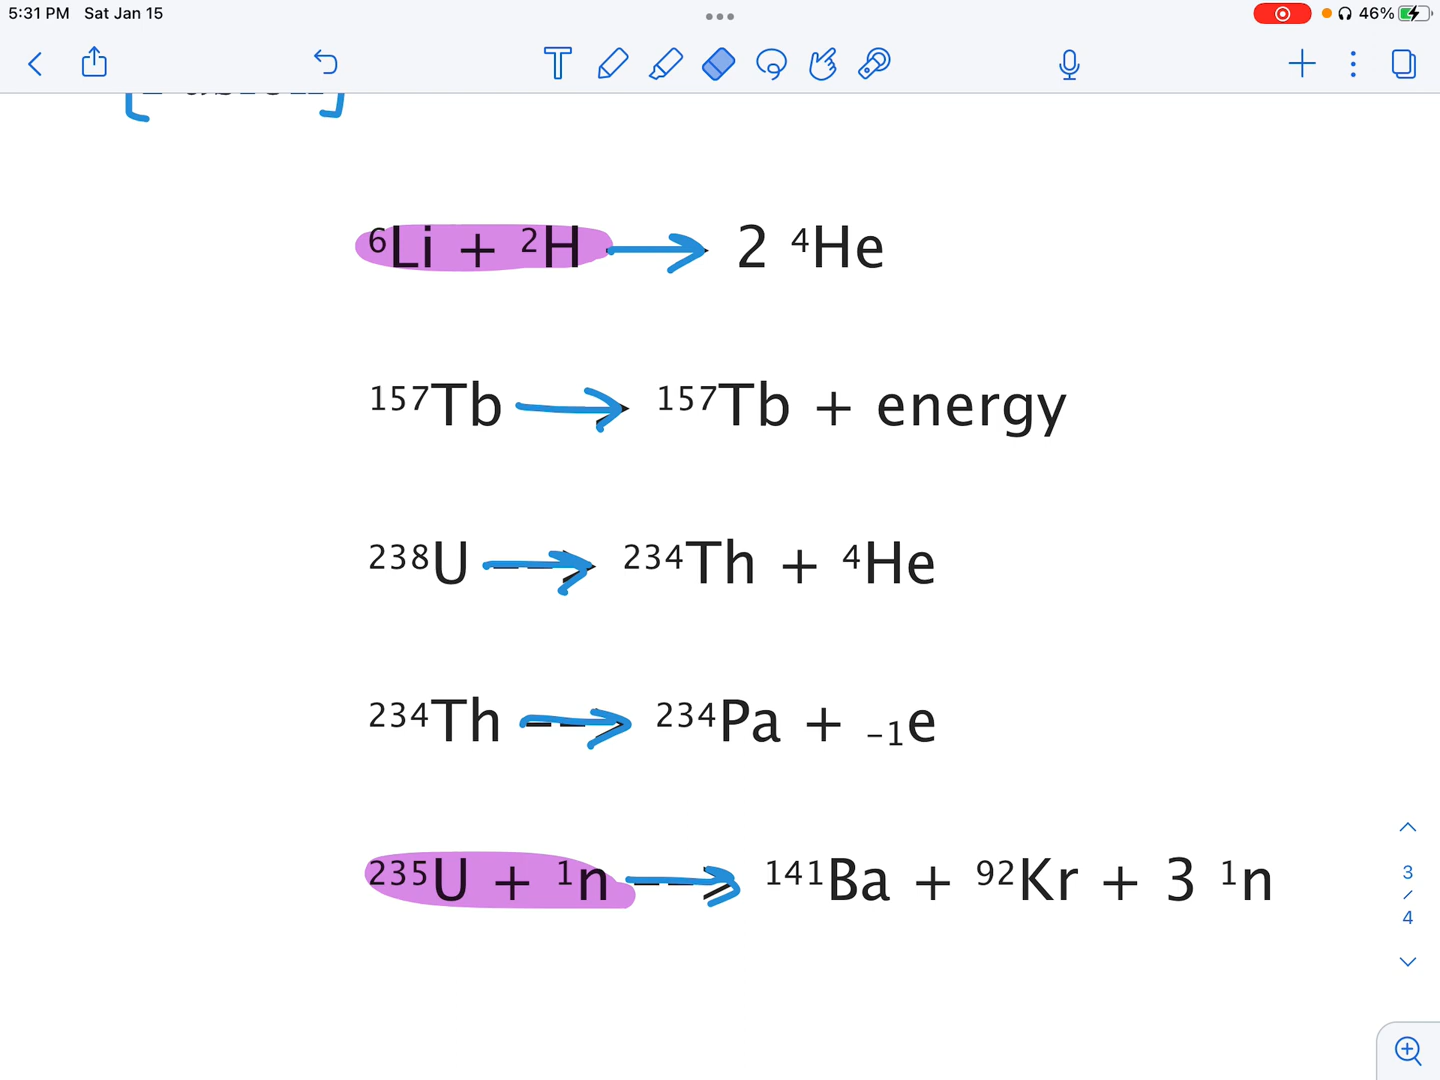 5:31 PM Sat Jan 15
46%
T
⁶Li + ²H → 2 ⁴He
¹⁵⁷Tb → ¹⁵⁷Tb + energy
²³⁸U --> ²³⁴Th + ⁴He
²³⁴Th --> ²³⁴Pa + ₋₁e
²³⁵U + ¹n --> ¹⁴¹Ba + ⁹²Kr + 3 ¹n
3
/
4